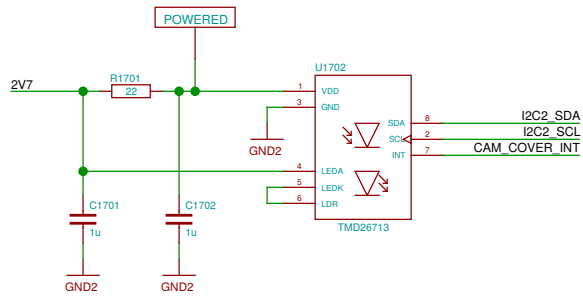 POWERED
U1702
2V7
R1701
22
1
VDD
3
GND
GND2
SDA
8
I2C2_SDA
SCL
2
I2C2_SCL
INT
7
CAM_COVER_INT
4
LEDA
5
LEDK
6
LDR
TMD26713
C1701
1u
C1702
1u
GND2
GND2